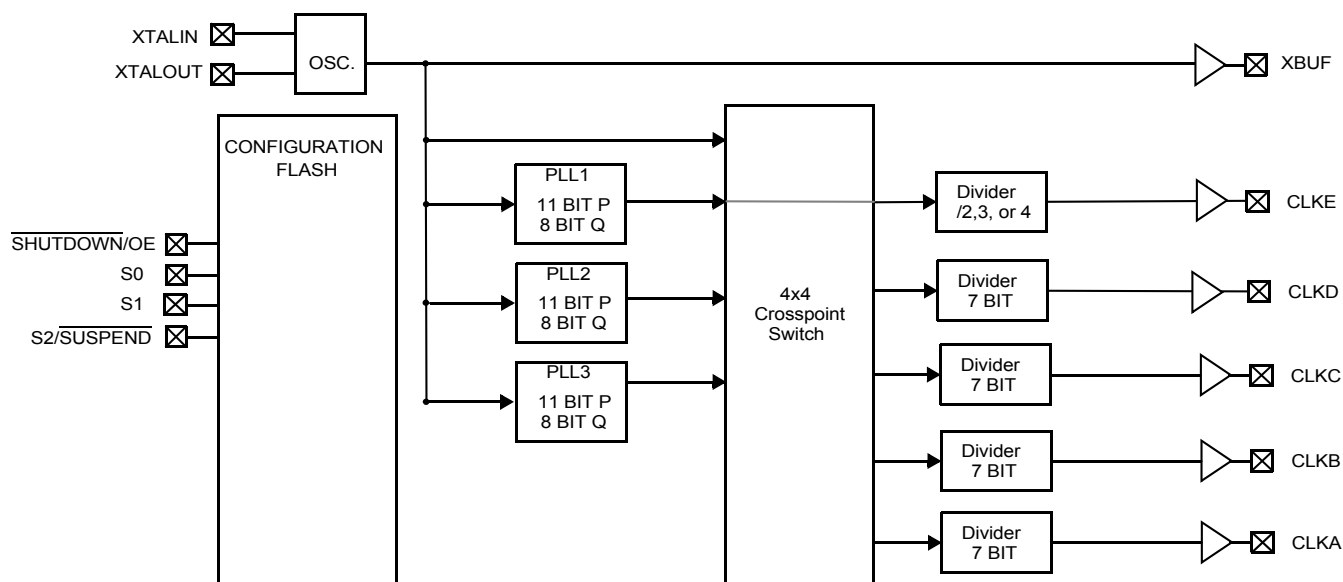 XTALIN
XTALOUT
OSC.
XBUF
CONFIGURATION
FLASH
SHUTDOWN/OE
S0
S1
S2/SUSPEND
PLL1
11 BIT P
8 BIT Q
PLL2
11 BIT P
8 BIT Q
PLL3
11 BIT P
8 BIT Q
4x4
Crosspoint
Switch
Divider
/2,3, or 4
CLKE
Divider
7 BIT
CLKD
Divider
7 BIT
CLKC
Divider
7 BIT
CLKB
Divider
7 BIT
CLKA